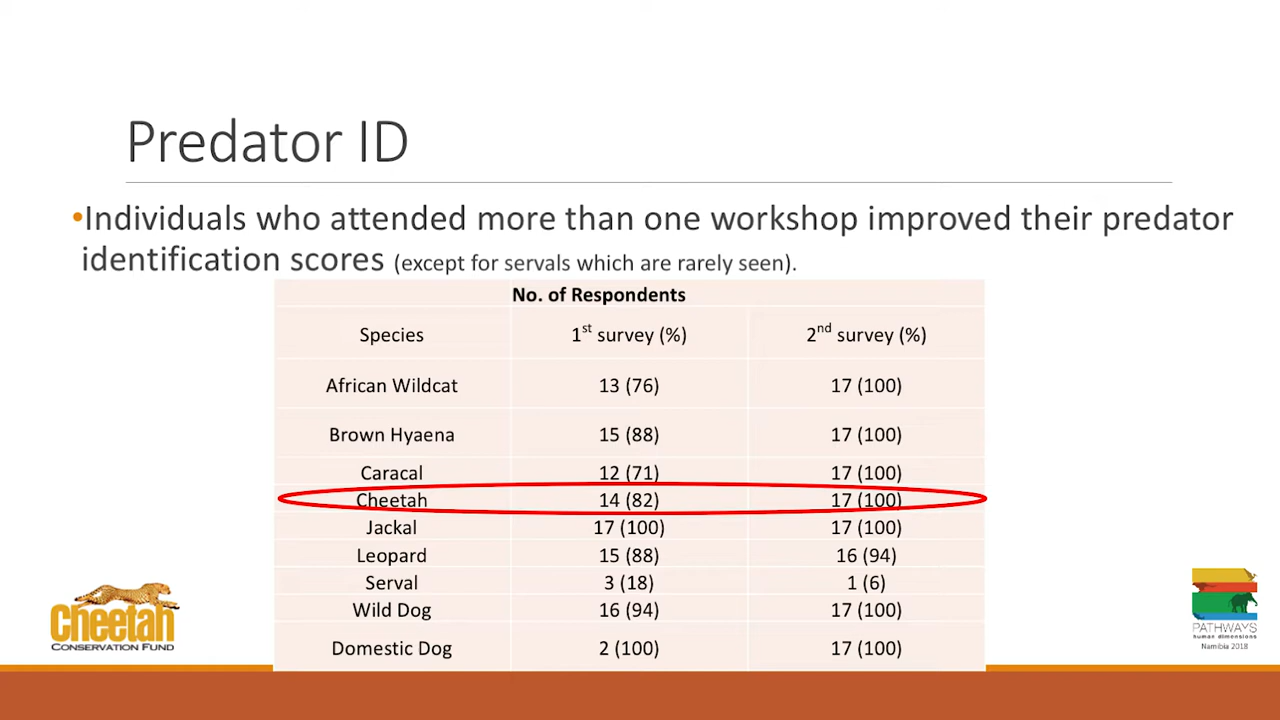 Predator ID
•Individuals who attended more than one workshop improved their predator
identification scores (except for servals which are rarely seen).
No. of Respondents
Species 1st survey (%) 2nd survey (%)
African Wildcat 13 (76) 17 (100)
Brown Hyaena 15 (88) 17 (100)
Caracal 12 (71) 17 (100)
Cheetah 14 (82) 17 (100)
Jackal 17 (100) 17 (100)
Leopard 15 (88) 16 (94)
Serval 3 (18) 1 (6)
Wild Dog 16 (94) 17 (100)
Domestic Dog 2 (100) 17 (100)
Cheetah
CONSERVATION FUND
PATHWAYS
human dimensions
Namibia 2018